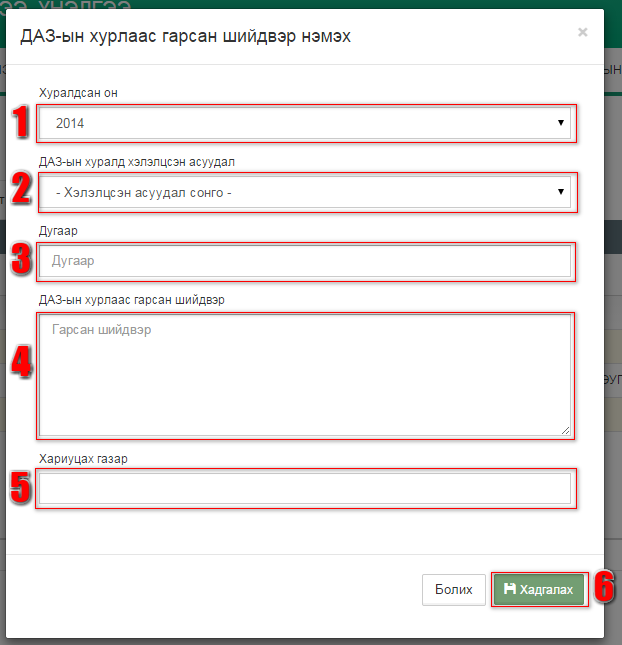 ДАЗ-ын хурлаас гарсан шийдвэр нэмэх ×
Хуралдсан он
1 2014
ДАЗ-ын хуралд хэлэлцсэн асуудал
2 - Хэлэлцсэн асуудал сонго -
Дугаар
3 Дугаар
ДАЗ-ын хурлаас гарсан шийдвэр
Гарсан шийдвэр
4
Хариуцах газар
5
Болих Хадгалах 6